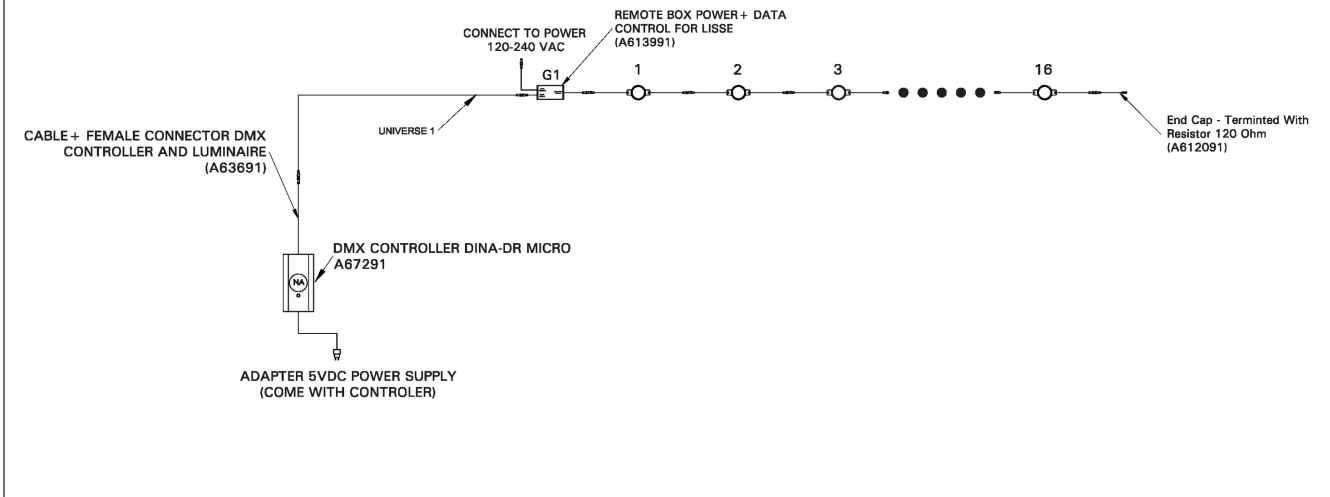 REMOTE BOX POWER+ DATA
CONTROL FOR LISSE
(A613991)
CONNECT TO POWER
120-240 VAC
G1
1
2
3
16
UNIVERSE 1
End Cap - Terminted With
Resistor 120 Ohm
(A612091)
CABLE+ FEMALE CONNECTOR DMX
CONTROLLER AND LUMINAIRE
(A63691)
DMX CONTROLLER DINA-DR MICRO
A67291
NA
ADAPTER 5VDC POWER SUPPLY
(COME WITH CONTROLER)